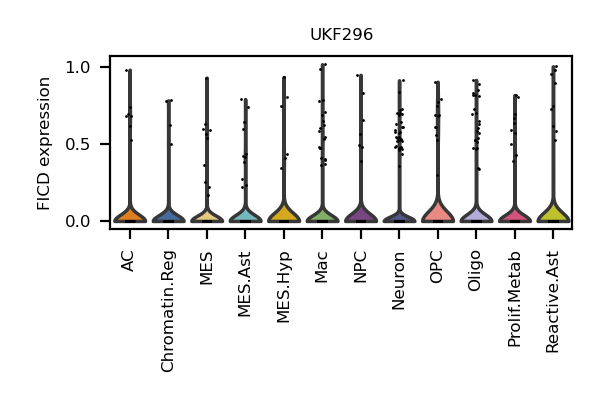 UKF296
FICD expression
1.0
0.5
0.0
AC
Chromatin.Reg
MES
MES.Ast
MES.Hyp
Mac
NPC
Neuron
OPC
Oligo
Prolif.Metab
Reactive.Ast